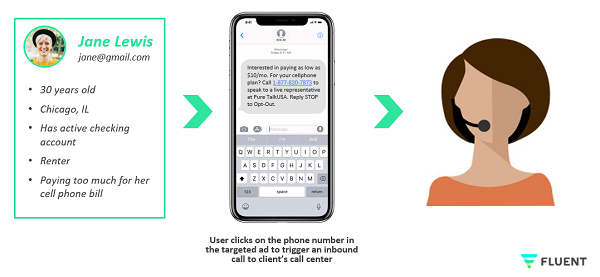 Jane Lewis
jane@gmail.com
• 30 years old
• Chicago, IL
• Has active checking
account
• Renter
• Paying too much for her
cell phone bill
Interested in paying as low as
$10/mo. For your cellphone
plan? Call 1-877-820-7873 to
speak to a live representative
at Pure TalkUSA. Reply STOP
to Opt-Out.
Q W E R T Y U I O P
A S D F G H J K L
Z X C V B N M
123 space return
User clicks on the phone number in
the targeted ad to trigger an inbound
call to client's call center
FLUENT